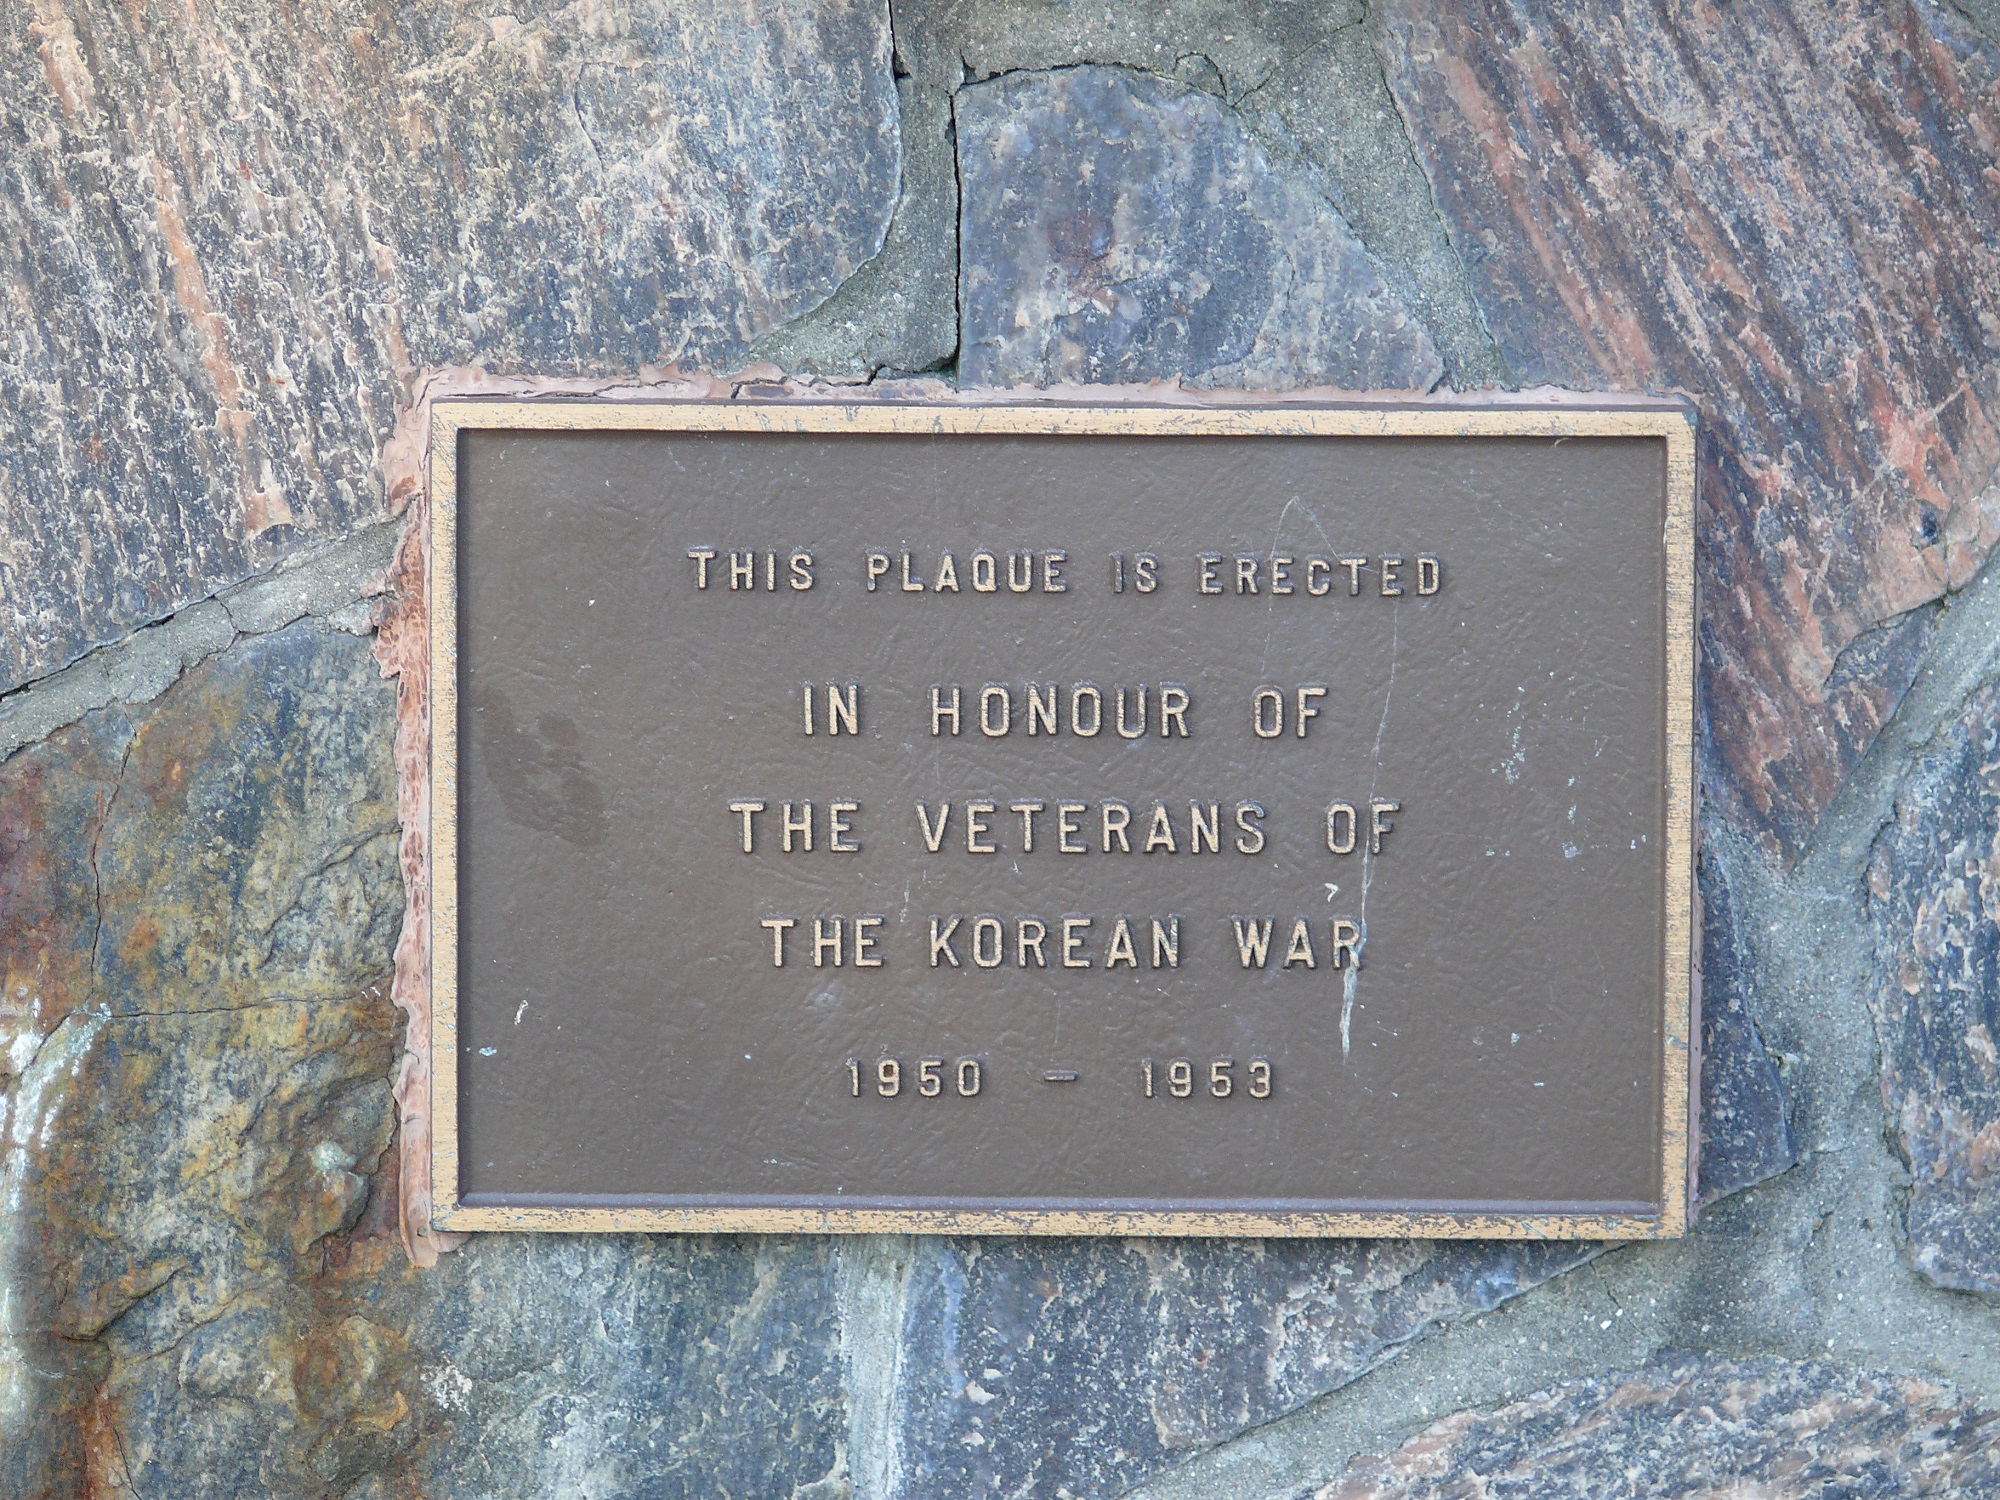 THIS PLAQUE IS ERECTED
IN HONOUR OF
THE VETERANS OF
THE KOREAN WAR
1950 – 1953